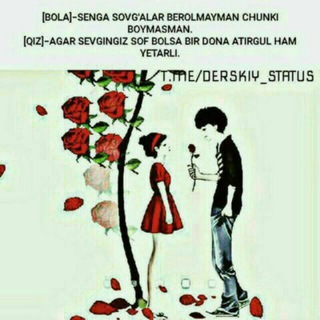 [BOLA]-SENGA SOVG'ALAR BEROLMAYMAN CHUNKI
BOYMASMAN.
[QIZ]-AGAR SEVGINGIZ SOF BOLSA BIR DONA ATIRGUL HAM
YETARLI.
T.ME/DERSKIY_STATUS